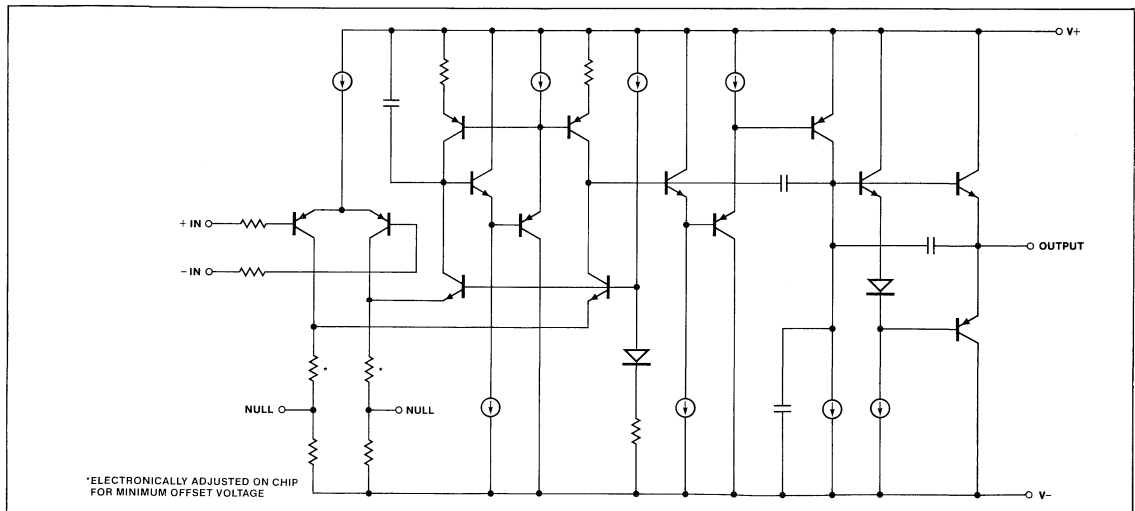 V+
+ IN
- IN
OUTPUT
*
*
NULL
NULL
*ELECTRONICALLY ADJUSTED ON CHIP
FOR MINIMUM OFFSET VOLTAGE
V-